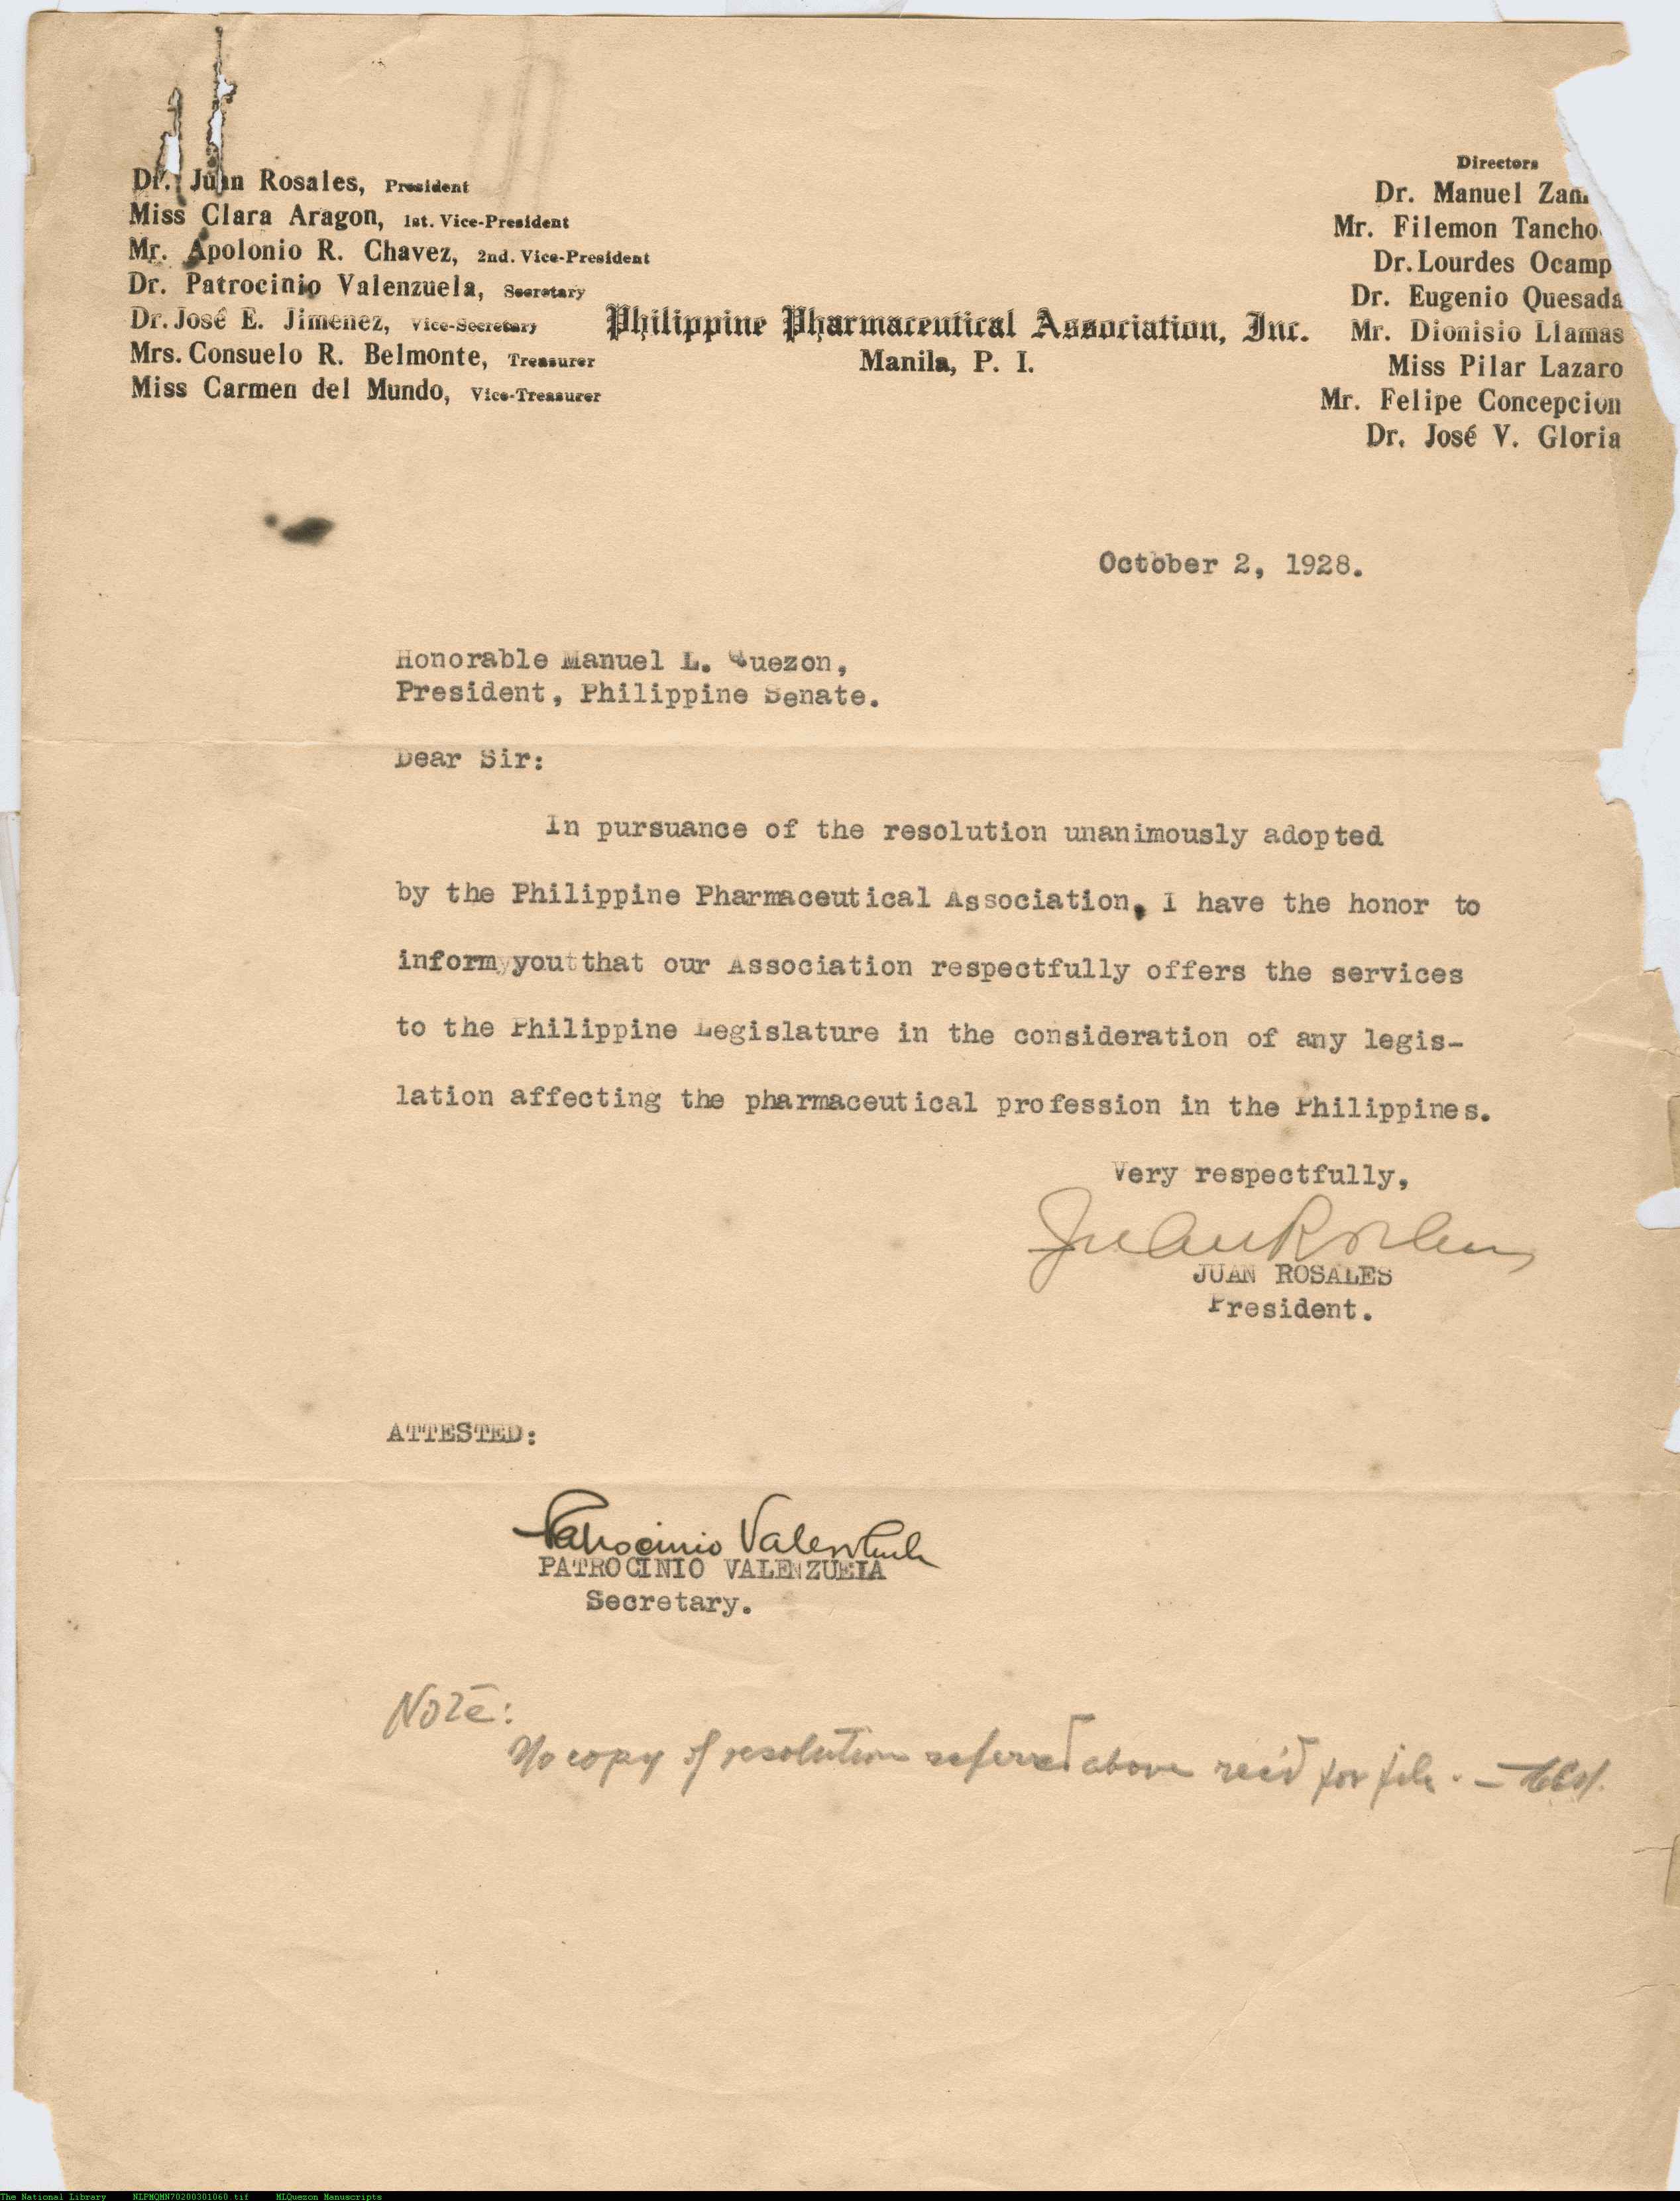 Dr. Juan Rosales, President
Miss Clara Aragon, 1st. Vice-President
Mr. Apolonio R. Chavez, 2nd. Vice-President
Dr. Patrocinio Valenzuela, Secretary
Dr. José E. Jimenez, Vice-Secretary
Mrs. Consuelo R. Belmonte, Treasurer
Miss Carmen del Mundo, Vice-Treasurer
Philippine Pharmaceutical Association, Inc.
Manila, P. I.
Directors
Dr. Manuel
Mr. Filemon
Dr. Lourdes Ocamp
Dr. Eugenio Quesada
Mr. Dionisio Llamas
Miss Pilar Lazaro
Mr. Felipe Concepcion
Dr. José V. Gloria
October 2, 1928.
Honorable Manuel L. Quezon,
President, Philippine Senate.
Dear Sir:
In pursuance of the resolution unanimously adopted
by the Philippine Pharmaceutical Association, I have the honor to
informyyoutthat our Association respectfully offers the services
to the Philippine Legislature in the consideration of any legis-
lation affecting the pharmaceutical profession in the Philippines.
Very respectfully,
Juan Rosales
JUAN ROSALES
President.
ATTESTED:
Patrocinio Valenzuela
PATROCINIO VALENZUELA
Secretary.
Note:
No copy of resolution referred above rec'd for file. —
The National Library NLPMQMN70200301060.tif MLQuezon Manuscripts